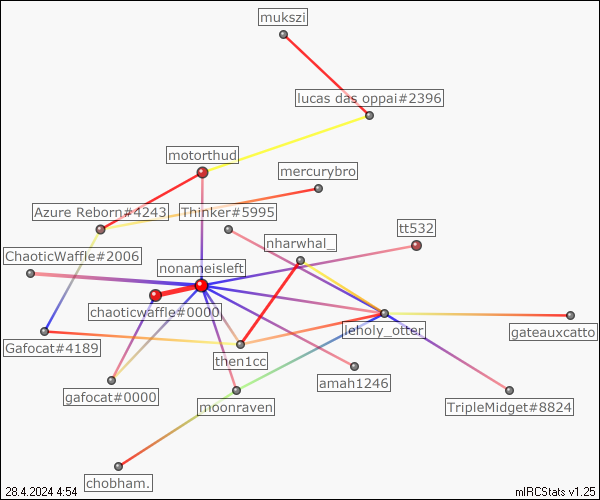 mukszi
lucas das oppai#2396
motorthud
mercurybro
Azure Reborn#4243
Thinker#5995
tt532
nharwhal_
ChaoticWaffle#2006
nonameisleft
chaoticwaffle#0000
leholy_otter
gateauxcatto
Gafocat#4189
then1cc
amah1246
gafocat#0000
moonraven
TripleMidget#8824
chobham.
28.4.2024 4:54
mIRCStats v1.25